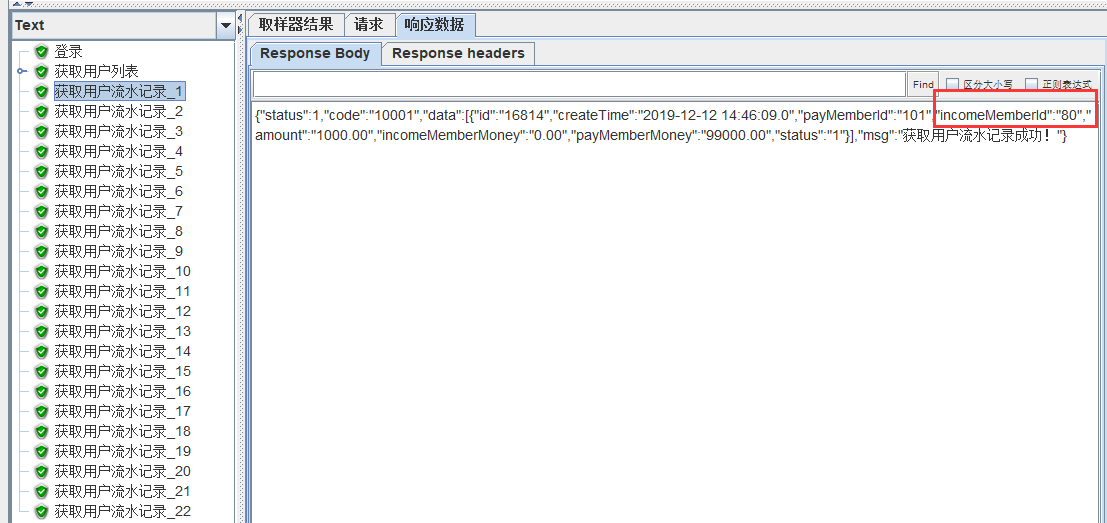 Text
登录
获取用户列表
获取用户流水记录_1
获取用户流水记录_2
获取用户流水记录_3
获取用户流水记录_4
获取用户流水记录_5
获取用户流水记录_6
获取用户流水记录_7
获取用户流水记录_8
获取用户流水记录_9
获取用户流水记录_10
获取用户流水记录_11
获取用户流水记录_12
获取用户流水记录_13
获取用户流水记录_14
获取用户流水记录_15
获取用户流水记录_16
获取用户流水记录_17
获取用户流水记录_18
获取用户流水记录_19
获取用户流水记录_20
获取用户流水记录_21
获取用户流水记录_22
取样器结果 请求 响应数据
Response Body Response headers
Find 区分大小写 正则表达式
{"status":1,"code":"10001","data":[{"id":"16814","createTime":"2019-12-12 14:46:09.0","payMemberId":"101","incomeMemberId":"80","
amount":"1000.00","incomeMemberMoney":"0.00","payMemberMoney":"99000.00","status":"1"}],"msg":"获取用户流水记录成功！"}